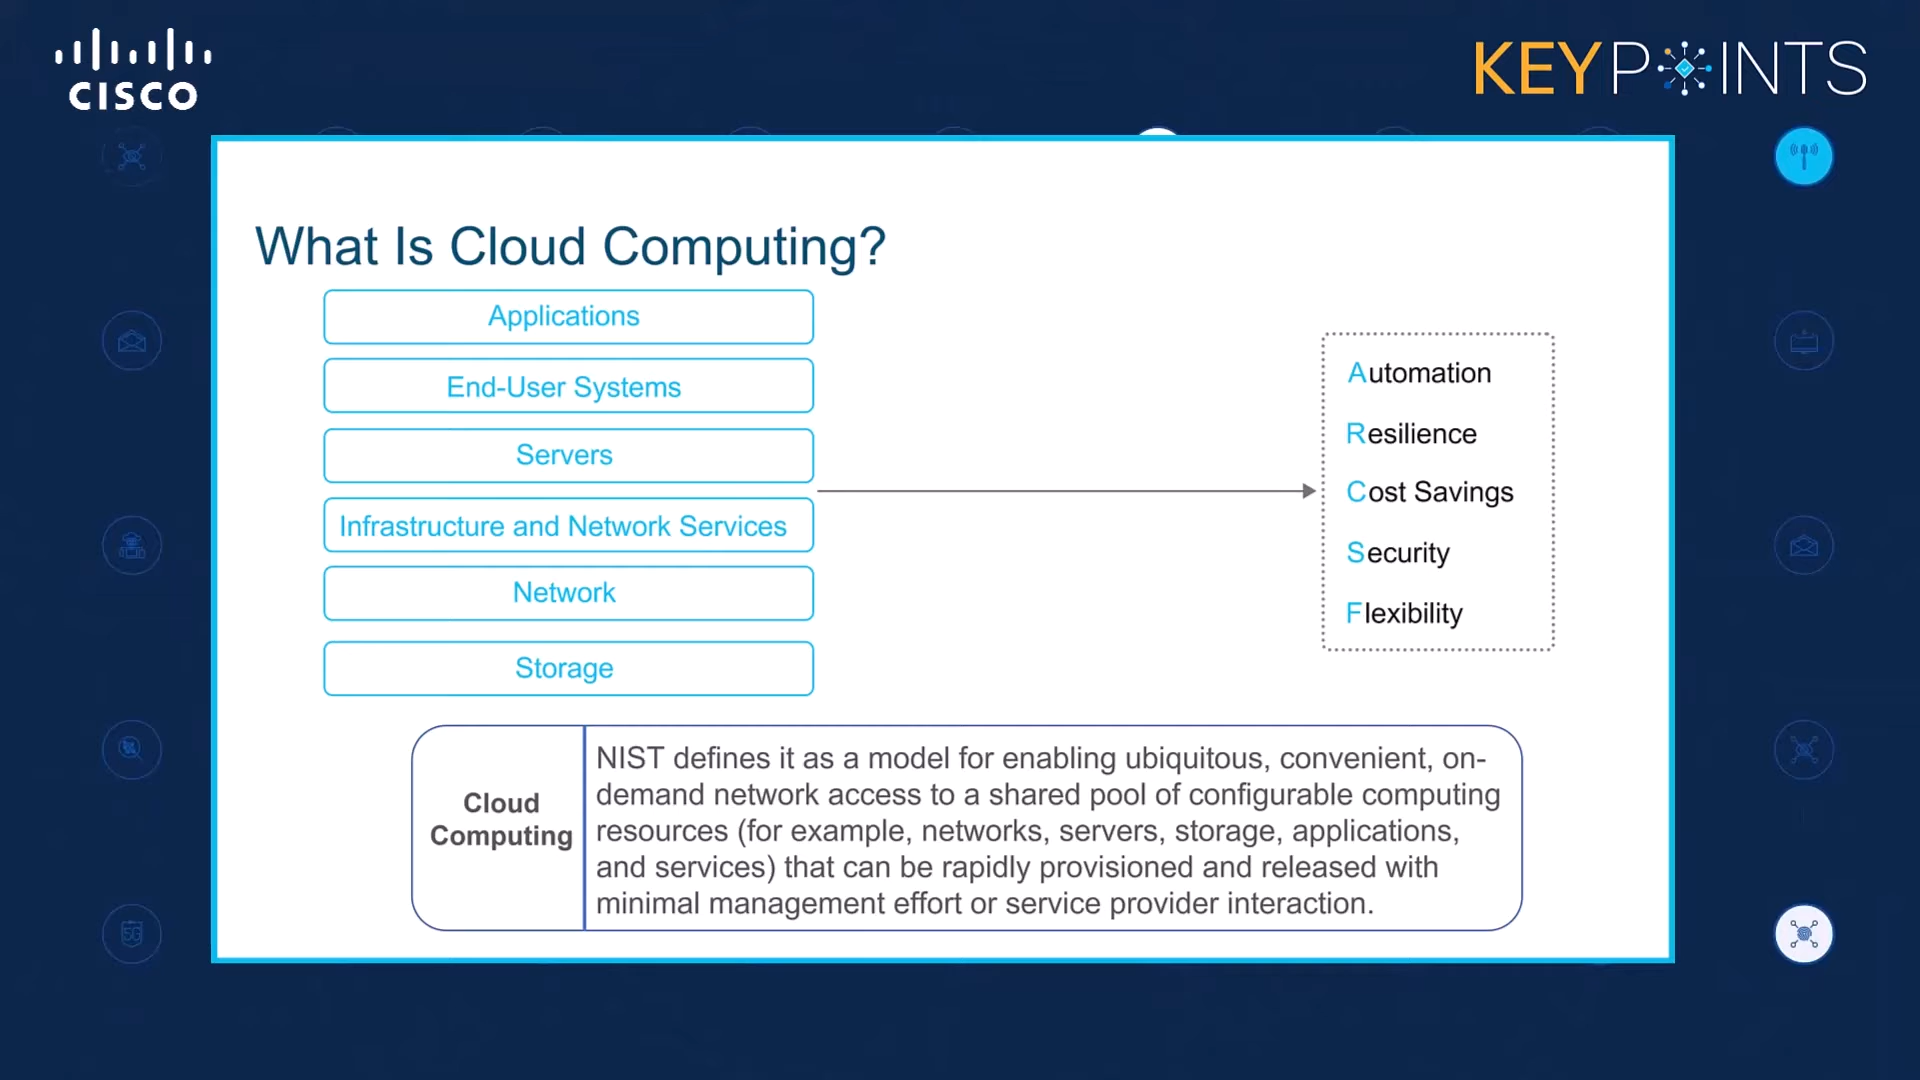 CISCO
KEYPOINTS
What Is Cloud Computing?
Applications
End-User Systems
Servers
Infrastructure and Network Services
Network
Storage
Automation
Resilience
Cost Savings
Security
Flexibility
Cloud
Computing
NIST defines it as a model for enabling ubiquitous, convenient, on-
demand network access to a shared pool of configurable computing
resources (for example, networks, servers, storage, applications,
and services) that can be rapidly provisioned and released with
minimal management effort or service provider interaction.
5G